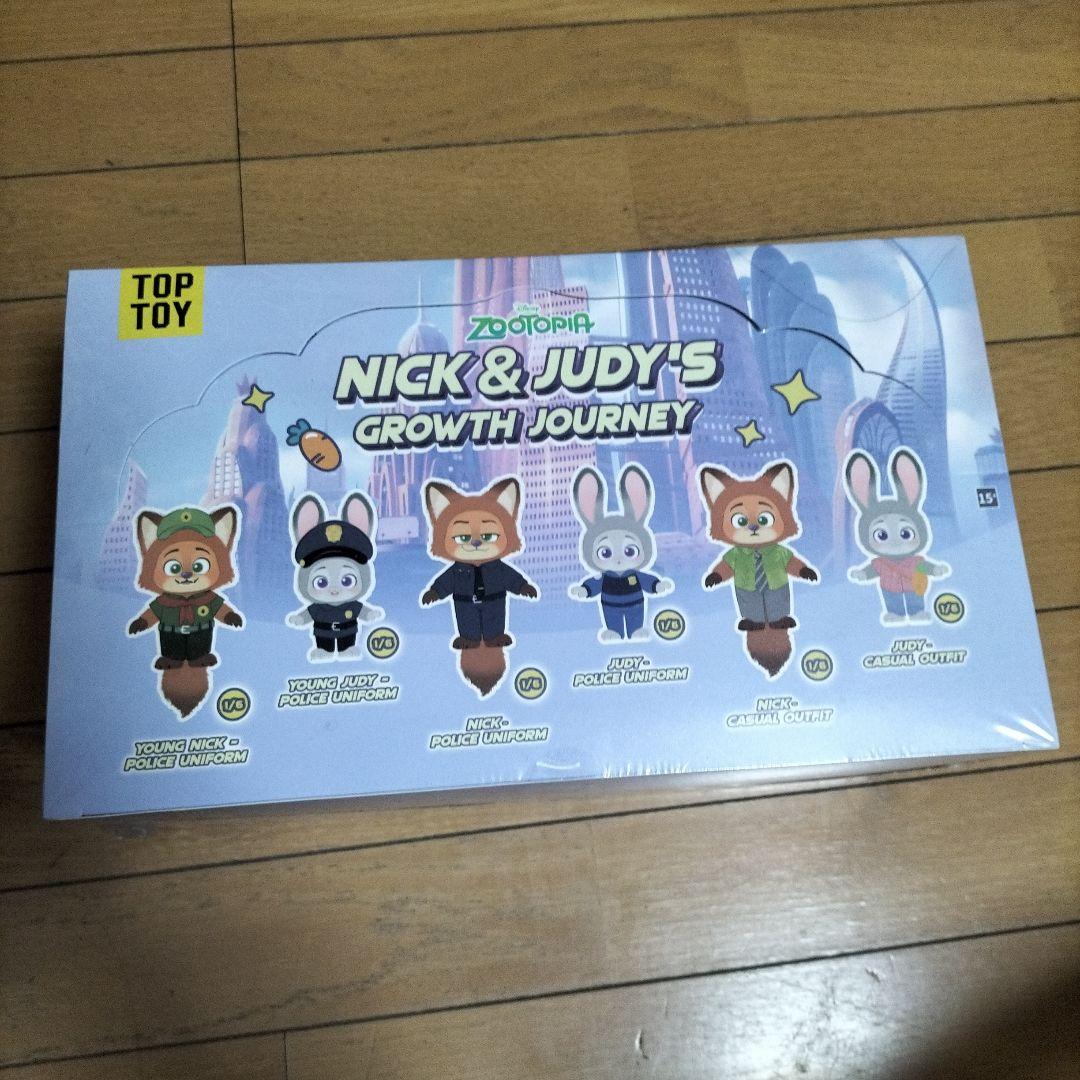 TOP
TOY
Disney
ZOOTOPIA
NICK & JUDY'S
GROWTH JOURNEY
15+
1/6
YOUNG NICK -
POLICE UNIFORM
1/6
YOUNG JUDY -
POLICE UNIFORM
1/6
NICK -
POLICE UNIFORM
1/6
JUDY -
POLICE UNIFORM
1/6
NICK -
CASUAL OUTFIT
1/6
JUDY -
CASUAL OUTFIT